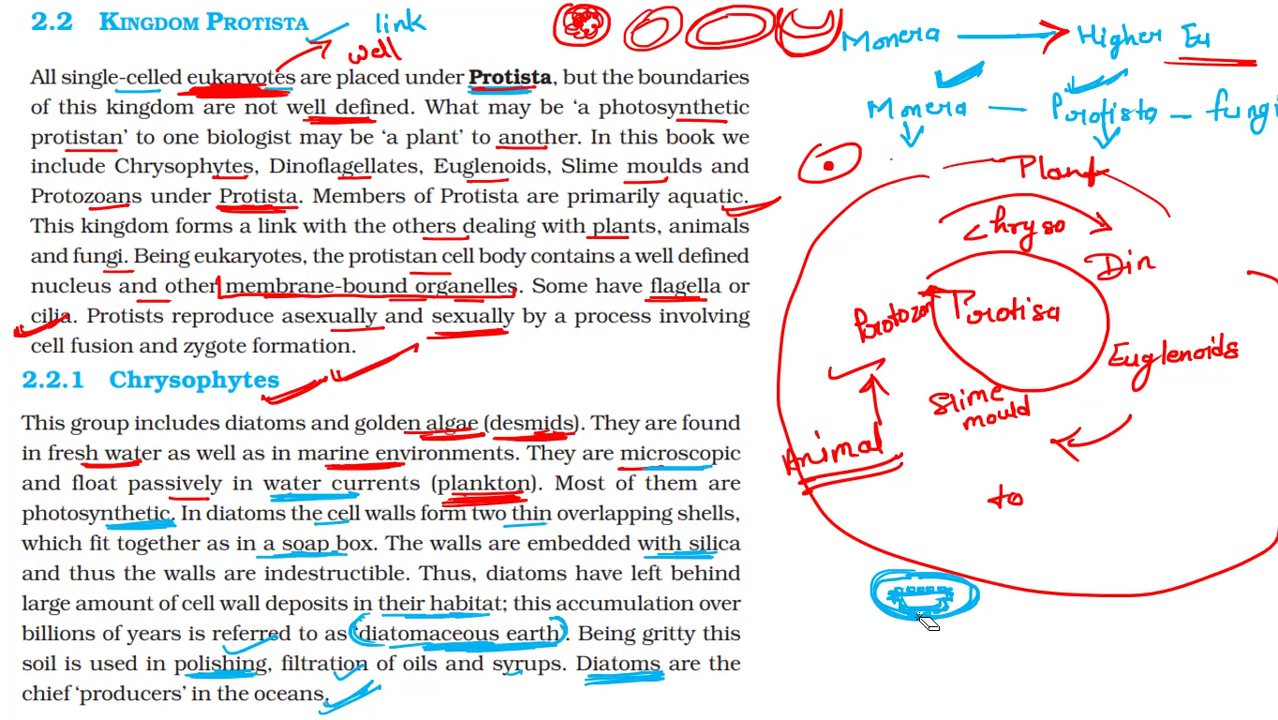 2.2 KINGDOM PROTISTA
link
well
All single-celled eukaryotes are placed under Protista, but the boundaries
of this kingdom are not well defined. What may be ‘a photosynthetic
protistan’ to one biologist may be ‘a plant’ to another. In this book we
include Chrysophytes, Dinoflagellates, Euglenoids, Slime moulds and
Protozoans under Protista. Members of Protista are primarily aquatic.
This kingdom forms a link with the others dealing with plants, animals
and fungi. Being eukaryotes, the protistan cell body contains a well defined
nucleus and other membrane-bound organelles. Some have flagella or
cilia. Protists reproduce asexually and sexually by a process involving
cell fusion and zygote formation.
2.2.1 Chrysophytes
This group includes diatoms and golden algae (desmids). They are found
in fresh water as well as in marine environments. They are microscopic
and float passively in water currents (plankton). Most of them are
photosynthetic. In diatoms the cell walls form two thin overlapping shells,
which fit together as in a soap box. The walls are embedded with silica
and thus the walls are indestructible. Thus, diatoms have left behind
large amount of cell wall deposits in their habitat; this accumulation over
billions of years is referred to as ‘diatomaceous earth’. Being gritty this
soil is used in polishing, filtration of oils and syrups. Diatoms are the
chief ‘producers’ in the oceans.
Monera Higher Eu
Monera - Protista - fungi
Plant
Chryso
Din
Protozo Protisa
Euglenoids
Slime
mould
Animal
to